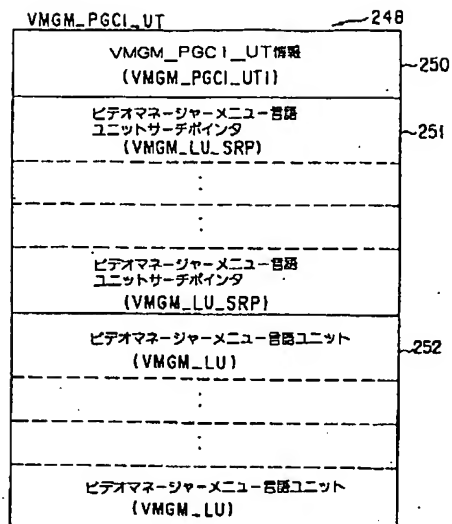 VMGM_PGCI_UT
248
VMGM_PGCI_UT情報
(VMGM_PGCI_UTI)
250
ビデオマネージャーメニュー言語
ユニットサーチポインタ
(VMGM_LU_SRP)
251
ビデオマネージャーメニュー言語
ユニットサーチポインタ
(VMGM_LU_SRP)
ビデオマネージャーメニュー言語ユニット
(VMGM_LU)
252
ビデオマネージャーメニュー言語ユニット
(VMGM_LU)